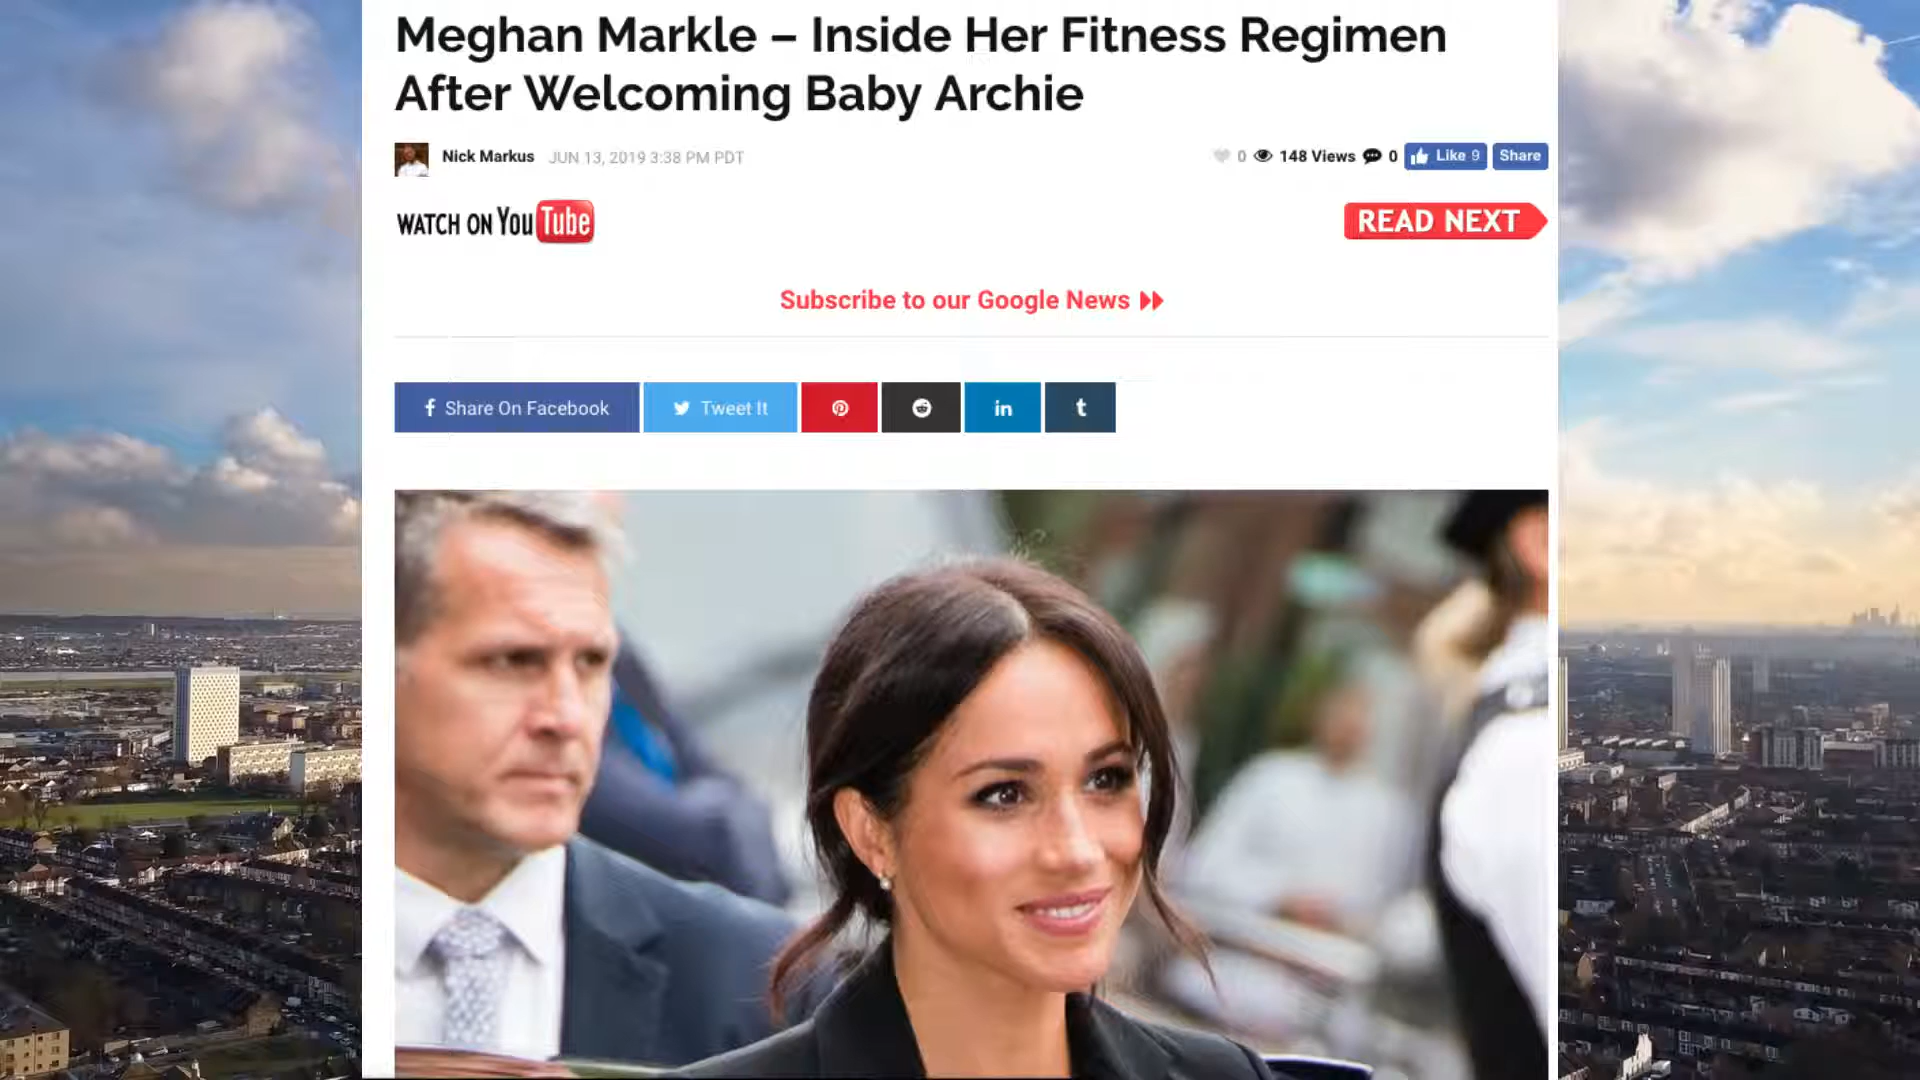 Meghan Markle – Inside Her Fitness Regimen
After Welcoming Baby Archie
Nick Markus JUN 13, 2019 3:38 PM PDT 0 148 Views 0 Like 9 Share
WATCH ON YouTube READ NEXT
Subscribe to our Google News
Share On Facebook Tweet It in t